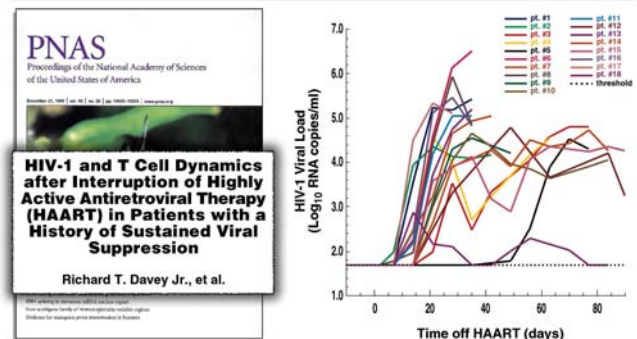 PNAS
Proceedings of the National Academy of Sciences
of the United States of America
HIV-1 and T Cell Dynamics
after Interruption of Highly
Active Antiretroviral Therapy
(HAART) in Patients with a
History of Sustained Viral
Suppression
Richard T. Davey Jr., et al.
HIV-1 Viral Load
(Log10 RNA copies/ml)
7.0
6.0
5.0
4.0
3.0
2.0
1.0
0
20
40
60
80
Time off HAART (days)
pt. #1
pt. #2
pt. #3
pt. #4
pt. #5
pt. #6
pt. #7
pt. #8
pt. #9
pt. #10
pt. #11
pt. #12
pt. #13
pt. #14
pt. #15
pt. #16
pt. #17
pt. #18
threshold